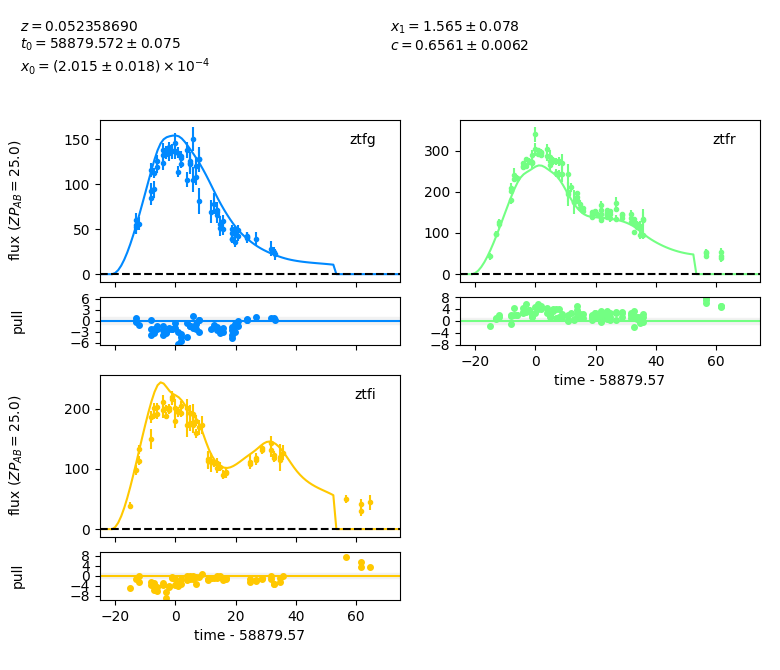 z = 0.052358690
t₀ = 58879.572 ± 0.075
x₀ = (2.015 ± 0.018) × 10⁻⁴
x₁ = 1.565 ± 0.078
c = 0.6561 ± 0.0062
ztfg
flux (ZP_AB = 25.0)
150
100
50
0
6
3
0
−3
−6
pull
ztfr
300
200
100
0
8
4
0
−4
−8
−20 0 20 40 60
time - 58879.57
ztfi
flux (ZP_AB = 25.0)
200
100
0
8
4
0
−4
−8
pull
−20 0 20 40 60
time - 58879.57